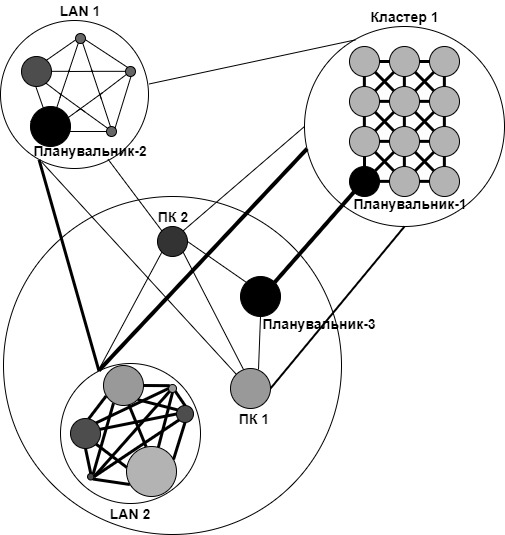 LAN 1
Кластер 1
Планувальник-2
Планувальник-1
ПК 2
Планувальник-3
ПК 1
LAN 2